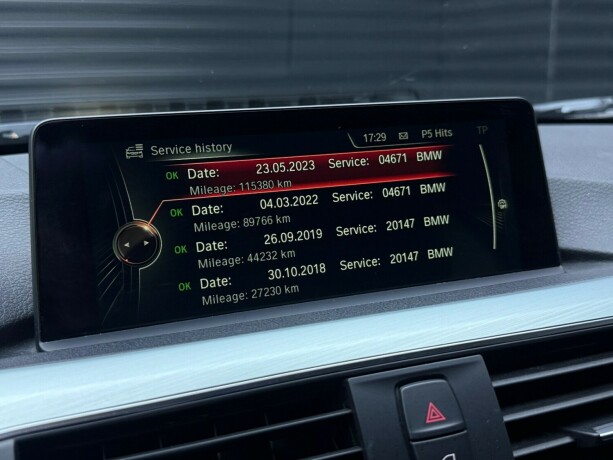 Service history 17:29 P5 Hits TP
OK Date: 23.05.2023 Service: 04671 BMW
Mileage: 115380 km
OK Date: 04.03.2022 Service: 04671 BMW
Mileage: 89766 km
OK Date: 26.09.2019 Service: 20147 BMW
Mileage: 44232 km
OK Date: 30.10.2018 Service: 20147 BMW
Mileage: 27230 km